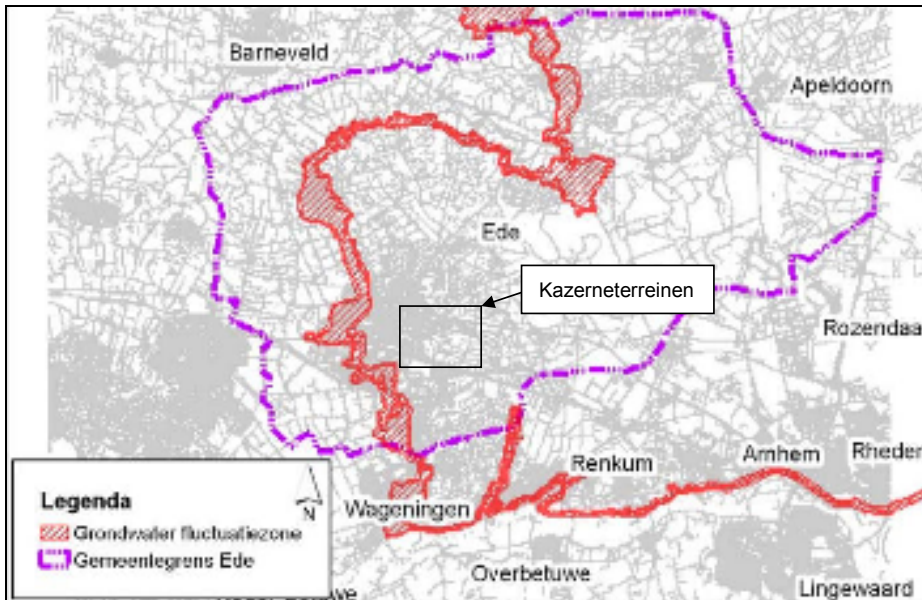 Barneveld
Apeldoorn
Ede
Kazerneterreinen
Rozendaa
Renkum
Arnhem
Rheden
Wageningen
Overbetuwe
Lingewaard
Legenda
N
Grondwater fluctuatiezone
Gemeentegrens Ede